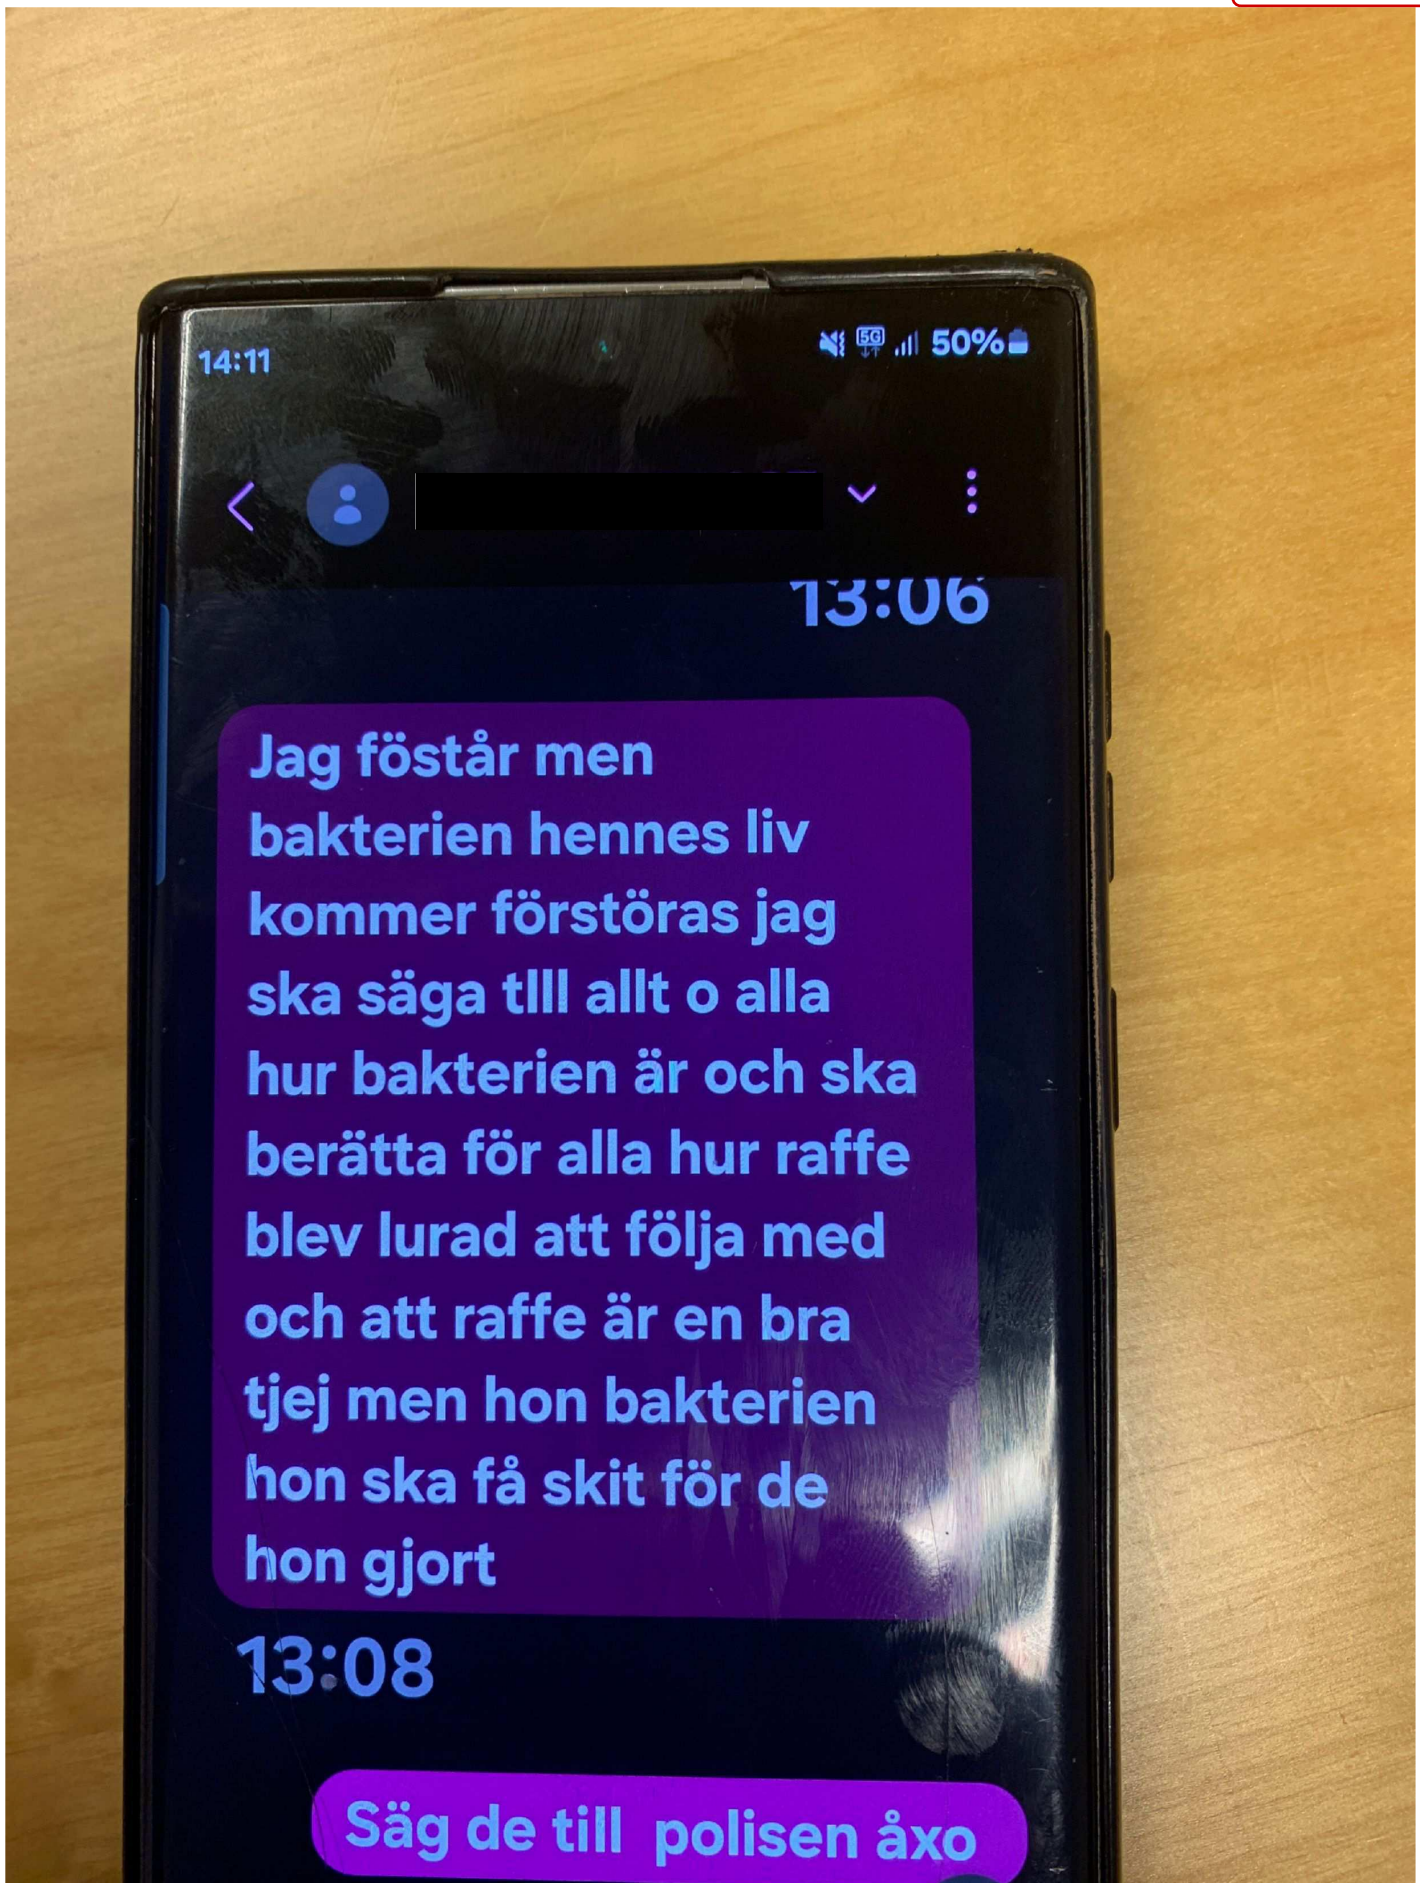 14:11
5G 50%
13:06
Jag föstår men
bakterien hennes liv
kommer förstöras jag
ska säga tlll allt o alla
hur bakterien är och ska
berätta för alla hur raffe
blev lurad att följa med
och att raffe är en bra
tjej men hon bakterien
hon ska få skit för de
hon gjort
13:08
Säg de till polisen åxo